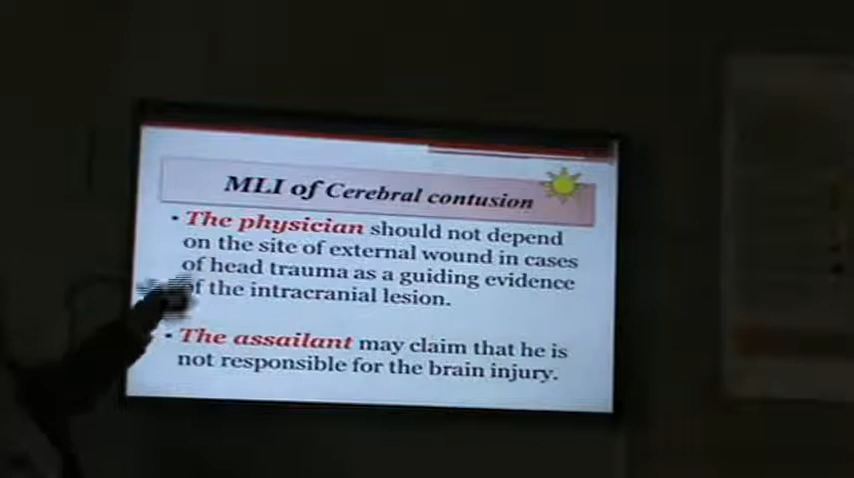 MLI of Cerebral contusion
• The physician should not depend
on the site of external wound in cases
of head trauma as a guiding evidence
of the intracranial lesion.
• The assailant may claim that he is
not responsible for the brain injury.